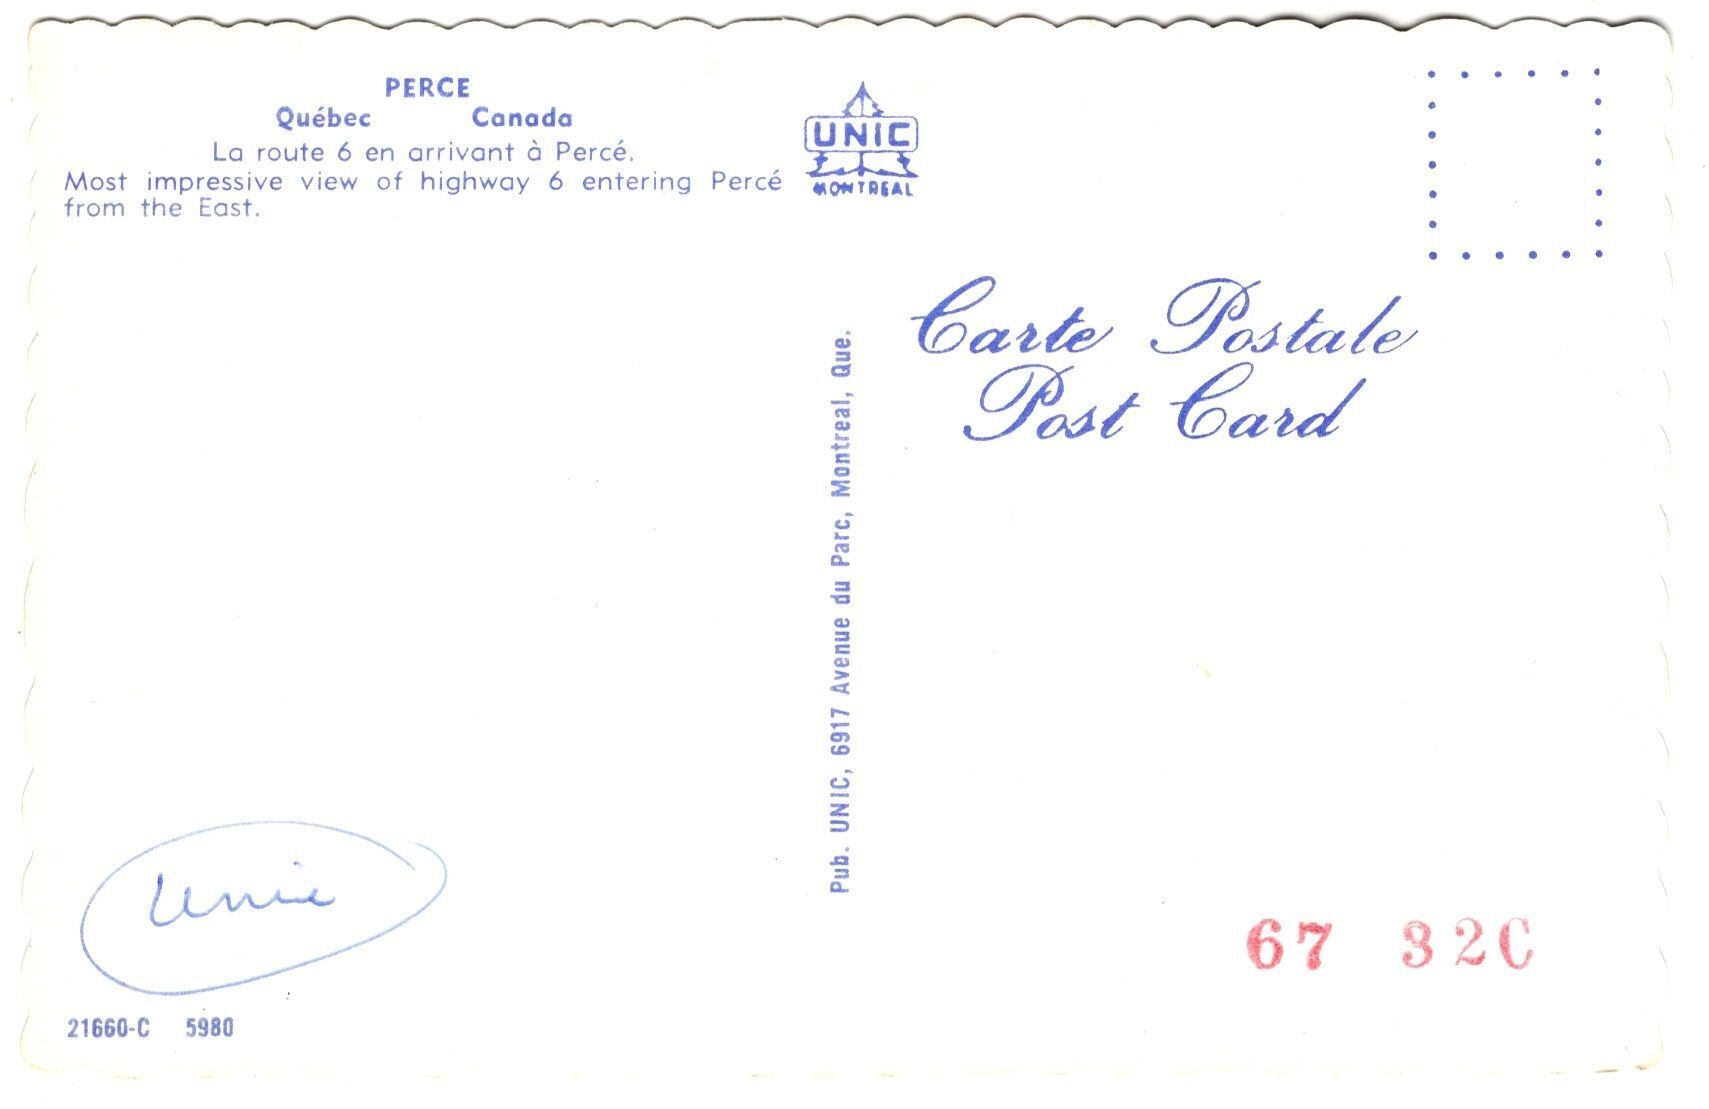 PERCE
Québec Canada
La route 6 en arrivant à Percé.
Most impressive view of highway 6 entering Percé
from the East.
UNIC
MONTREAL
Carte Postale
Post Card
Pub. UNIC, 6917 Avenue du Parc, Montreal, Que.
Unic
67 32C
21660-C 5980